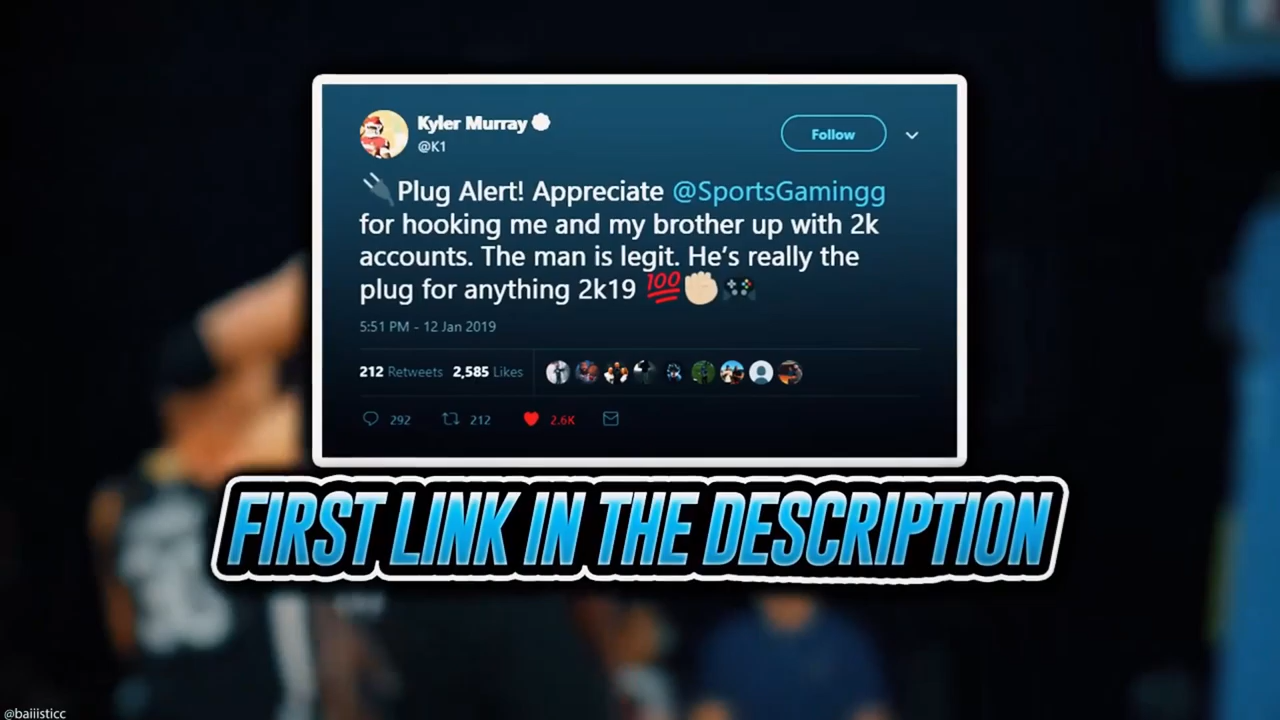 Kyler Murray
@K1
Follow
Plug Alert! Appreciate @SportsGamingg
for hooking me and my brother up with 2k
accounts. The man is legit. He’s really the
plug for anything 2k19 💯✊🏼🎮
5:51 PM - 12 Jan 2019
212 Retweets 2,585 Likes
292 212 2.6K
FIRST LINK IN THE DESCRIPTION
@baiiisticc